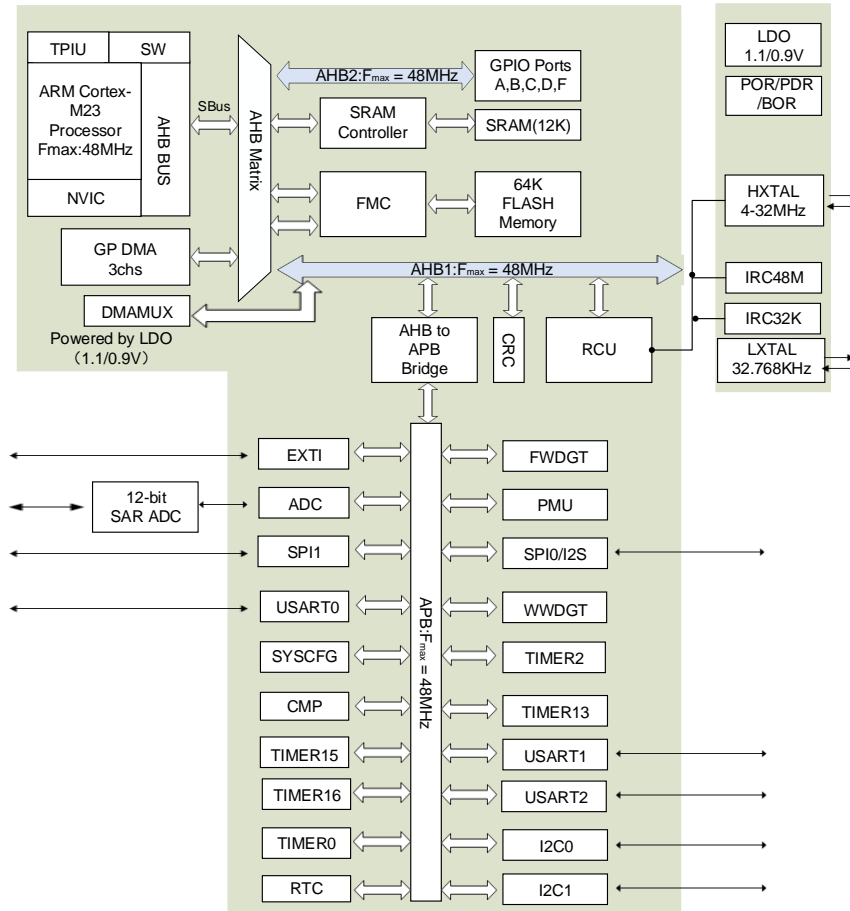 TPIU
SW
ARM Cortex-
M23
Processor
Fmax:48MHz
AHB BUS
NVIC
SBus
AHB Matrix
AHB2:Fmax = 48MHz
GPIO Ports
A,B,C,D,F
SRAM
Controller
SRAM(12K)
FMC
64K
FLASH
Memory
GP DMA
3chs
AHB1:Fmax = 48MHz
DMAMUX
Powered by LDO
（1.1/0.9V）
AHB to
APB
Bridge
CRC
RCU
LDO
1.1/0.9V
POR/PDR
/BOR
HXTAL
4-32MHz
IRC48M
IRC32K
LXTAL
32.768KHz
APB:Fmax = 48MHz
EXTI
FWDGT
12-bit
SAR ADC
ADC
PMU
SPI1
SPI0/I2S
USART0
WWDGT
SYSCFG
TIMER2
CMP
TIMER13
TIMER15
USART1
TIMER16
USART2
TIMER0
I2C0
RTC
I2C1